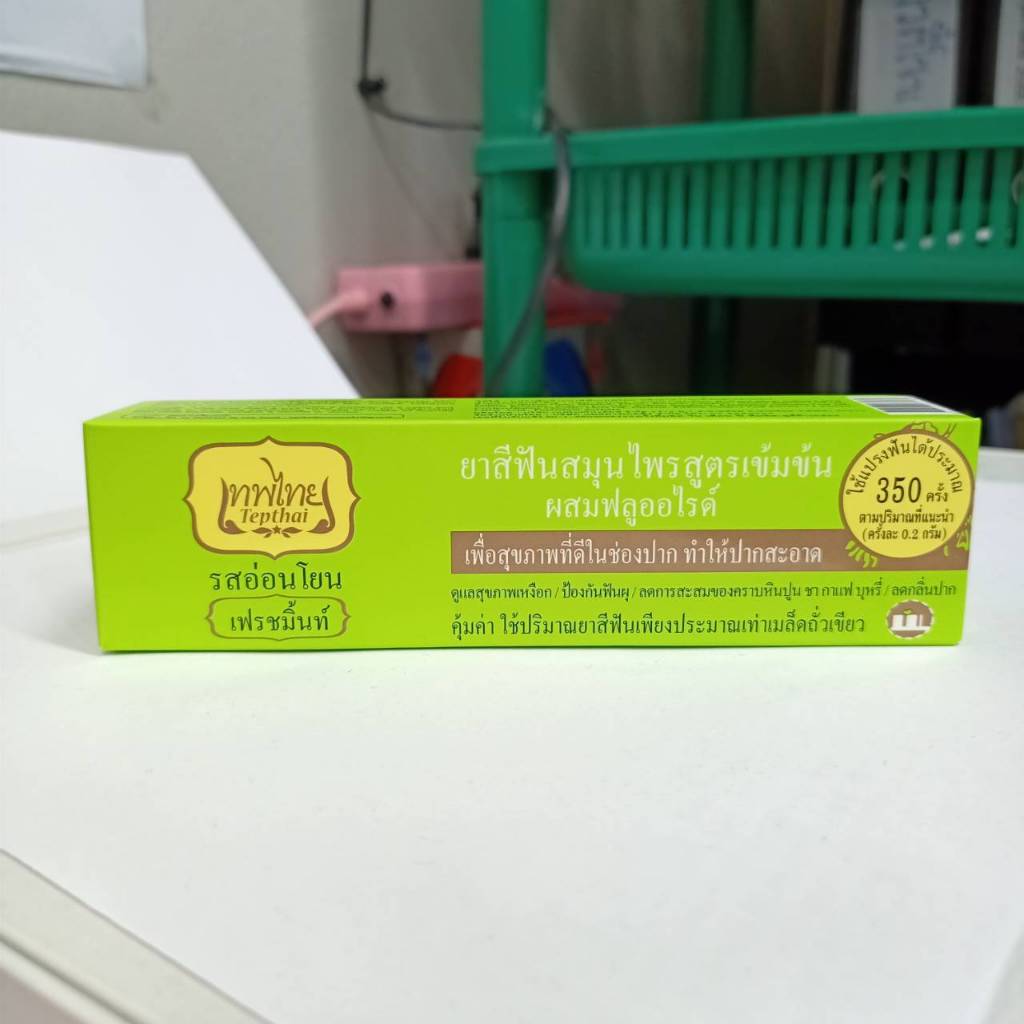 เทพไทย
Tepthai
รสอ่อนโยน
เฟรชมิ้นท์
ยาสีฟันสมุนไพรสูตรเข้มข้น
ผสมฟลูออไรด์
เพื่อสุขภาพที่ดีในช่องปาก ทำให้ปากสะอาด
ดูแลสุขภาพเหงือก / ป้องกันฟันผุ / ลดการสะสมของคราบหินปูน ชา กาแฟ บุหรี่ / ลดกลิ่นปาก
คุ้มค่า ใช้ปริมาณยาสีฟันเพียงประมาณเท่าเมล็ดถั่วเขียว
ใช้แปรงฟันได้ประมาณ
350 ครั้ง
ตามปริมาณที่แนะนำ
(ครั้งละ 0.2 กรัม)